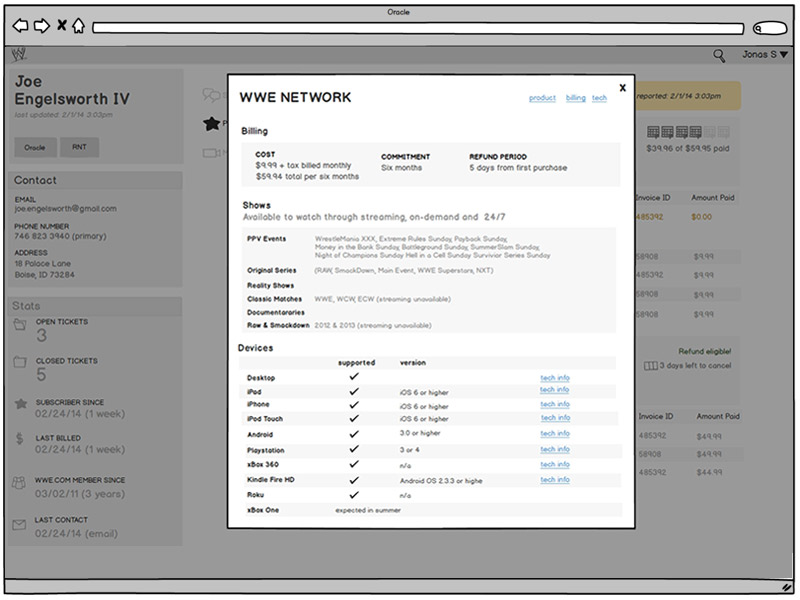 Oracle
Jonas S
Joe
Engelsworth IV
last updated: 2/1/14 3:03pm
Oracle
RNT
Contact
EMAIL
joe.engelsworth@gmail.com
PHONE NUMBER
746 823 3940 (primary)
ADDRESS
18 Palace Lane
Boise, ID 73284
Stats
OPEN TICKETS
3
CLOSED TICKETS
5
SUBSCRIBER SINCE
02/24/14 (1 week)
LAST BILLED
02/24/14 (1 week)
WWE.COM MEMBER SINCE
03/02/11 (3 years)
LAST CONTACT
02/24/14 (email)
WWE NETWORK
product billing tech
X
Billing
COST
$9.99 + tax billed monthly
$59.94 total per six months
COMMITMENT
Six months
REFUND PERIOD
5 days from first purchase
Shows
Available to watch through streaming, on-demand and 24/7
PPV Events
WrestleMania XXX, Extreme Rules Sunday, Payback Sunday,
Money in the Bank Sunday, Battleground Sunday, SummerSlam Sunday,
Night of Champions Sunday Hell in a Cell Sunday Survivior Series Sunday
Original Series (RAW, SmackDown, Main Event, WWE Superstars, NXT)
Reality Shows
Classic Matches WWE, WCW, ECW (streaming unavailable)
Documentararies
Raw & Smackdown 2012 & 2013 (streaming unavailable)
Devices
supported version
Desktop tech info
iPad iOS 6 or higher tech info
iPhone iOS 6 or higher tech info
iPod Touch iOS 6 or higher tech info
Android 3.0 or higher tech info
Playstation 3 or 4 tech info
xBox 360 n/a tech info
Kindle Fire HD Android OS 2.3.3 or highe tech info
Roku n/a
xBox One expected in summer
reported: 2/1/14 3:03pm
$39.96 of $59.95 paid
Invoice ID Amount Paid
485392 $0.00
58908 $9.99
485392 $9.99
58908 $9.99
$9.99
Refund eligible!
3 days left to cancel
Invoice ID Amount Paid
485392 $49.99
58908 $49.99
485392 $44.99